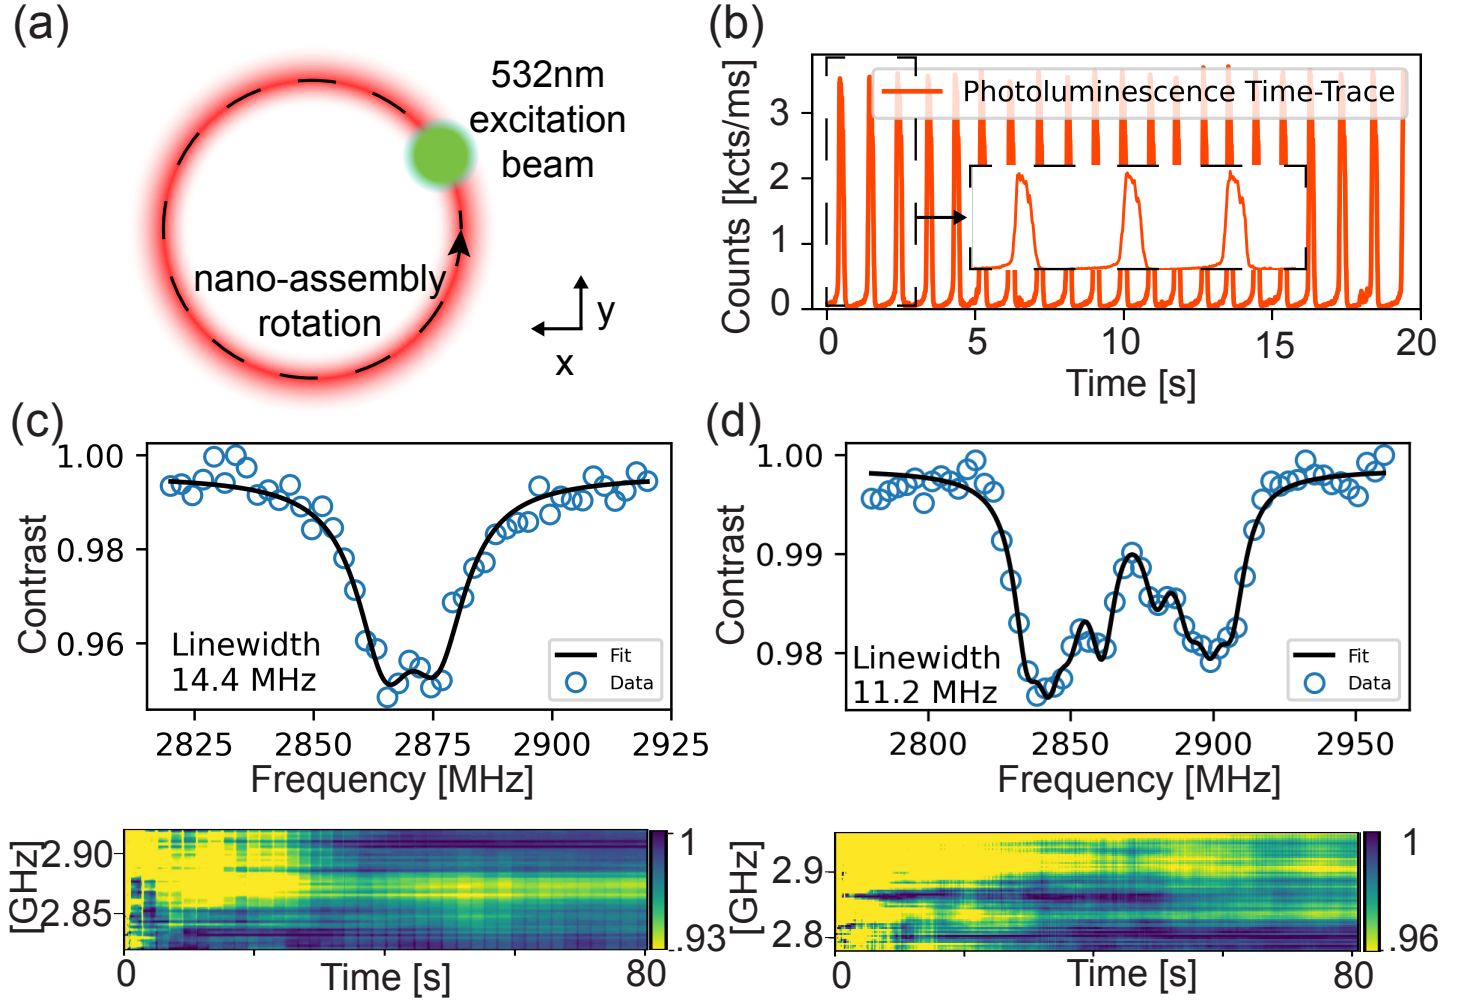 (a)
532nm
excitation
beam
nano-assembly
rotation
y
x
(b)
Counts [kcts/ms]
3
2
1
0
Photoluminescence Time-Trace
0
5
10
15
20
Time [s]
(c)
Contrast
1.00
0.98
0.96
Linewidth
14.4 MHz
Fit
Data
2825
2850
2875
2900
2925
Frequency [MHz]
[GHz]
2.90
2.85
1
.93
0
Time [s]
80
(d)
Contrast
1.00
0.99
0.98
Linewidth
11.2 MHz
Fit
Data
2800
2850
2900
2950
Frequency [MHz]
[GHz]
2.9
2.8
1
.96
0
Time [s]
80